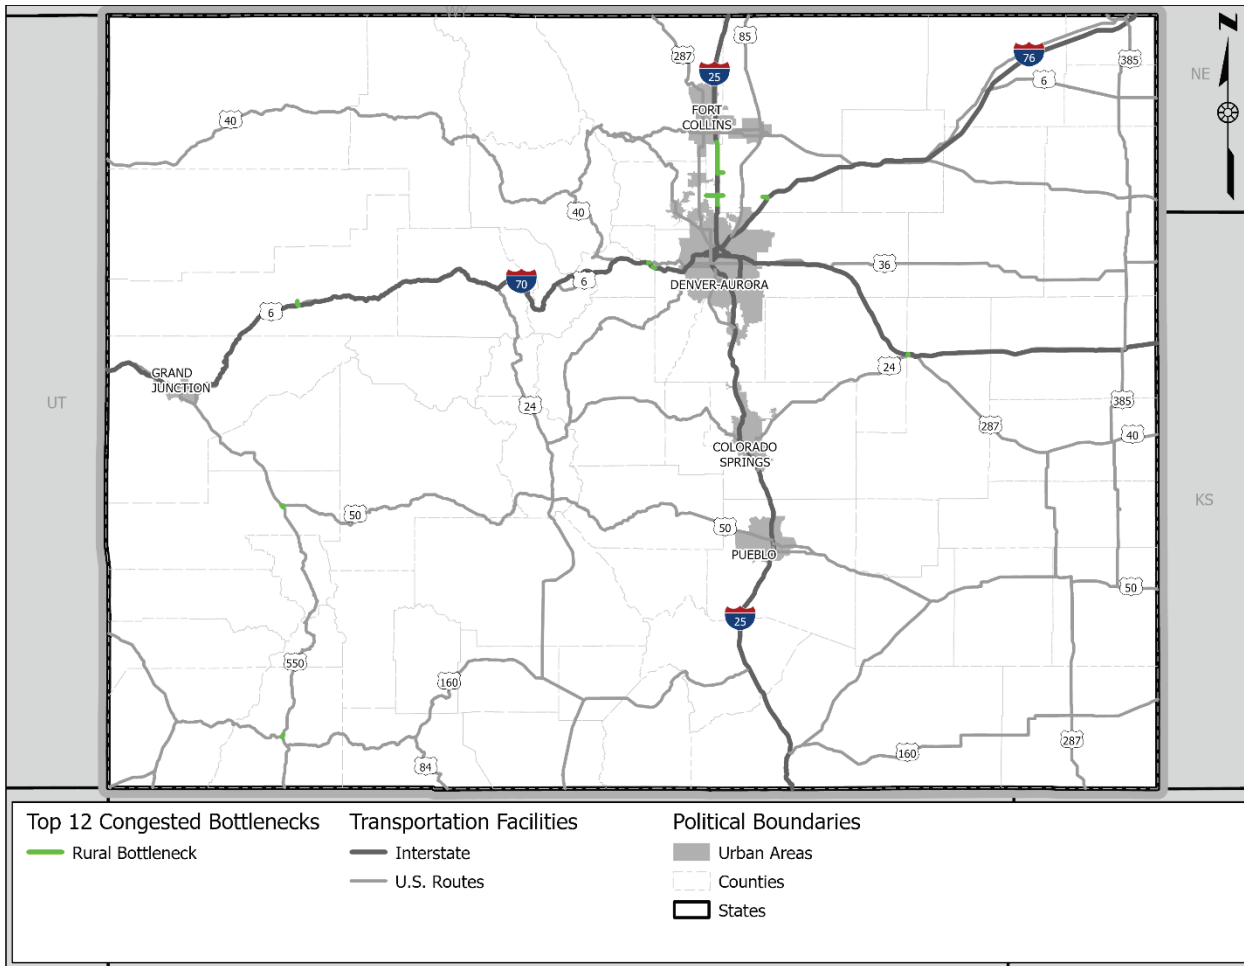 WY
287
85
25
76
385
6
NE
N
FORT
COLLINS
40
40
36
70
6
DENVER-AURORA
6
24
GRAND
JUNCTION
UT
24
385
287
40
COLORADO
SPRINGS
KS
50
50
PUEBLO
50
25
550
160
287
160
84
Top 12 Congested Bottlenecks
Rural Bottleneck
Transportation Facilities
Interstate
U.S. Routes
Political Boundaries
Urban Areas
Counties
States